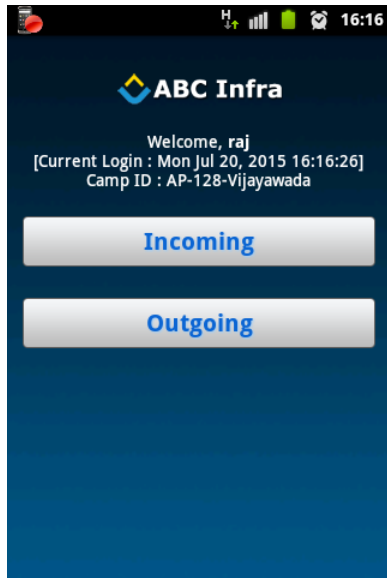 H 16:16
ABC Infra
Welcome, raj
[Current Login : Mon Jul 20, 2015 16:16:26]
Camp ID : AP-128-Vijayawada
Incoming
Outgoing